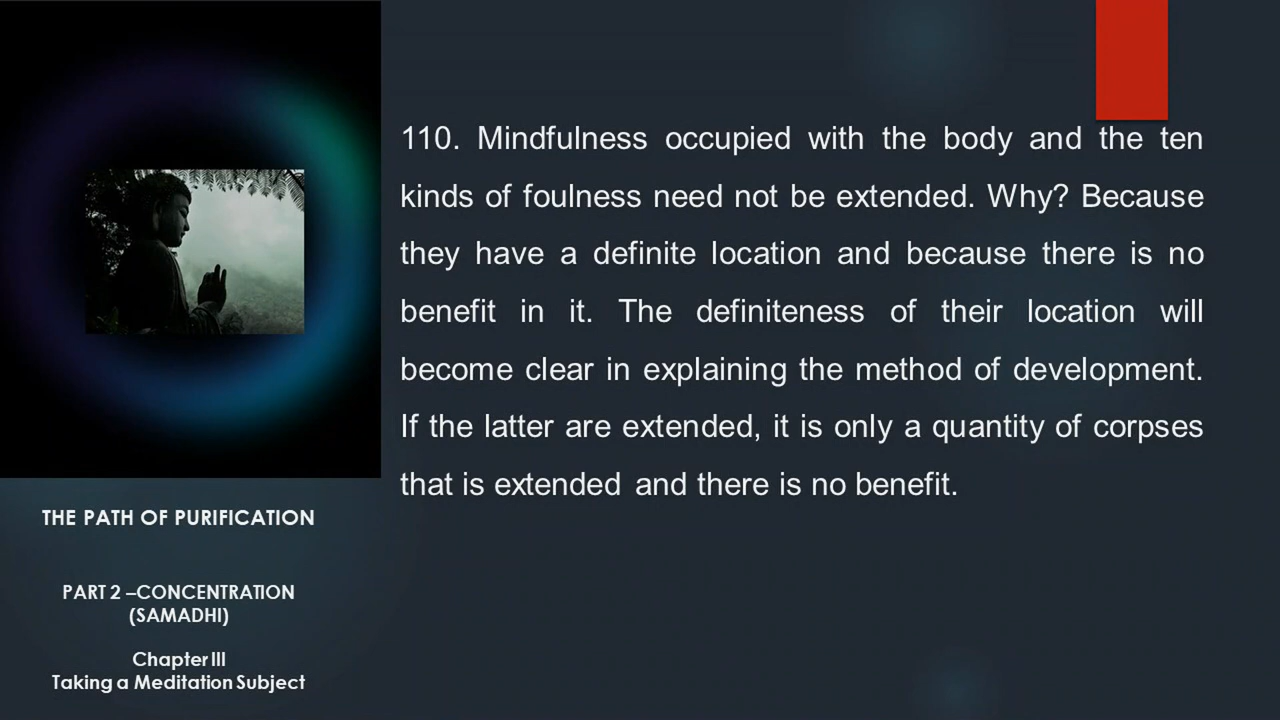 110. Mindfulness occupied with the body and the ten
kinds of foulness need not be extended. Why? Because
they have a definite location and because there is no
benefit in it. The definiteness of their location will
become clear in explaining the method of development.
If the latter are extended, it is only a quantity of corpses
that is extended and there is no benefit.
THE PATH OF PURIFICATION
PART 2 –CONCENTRATION
(SAMADHI)
Chapter III
Taking a Meditation Subject